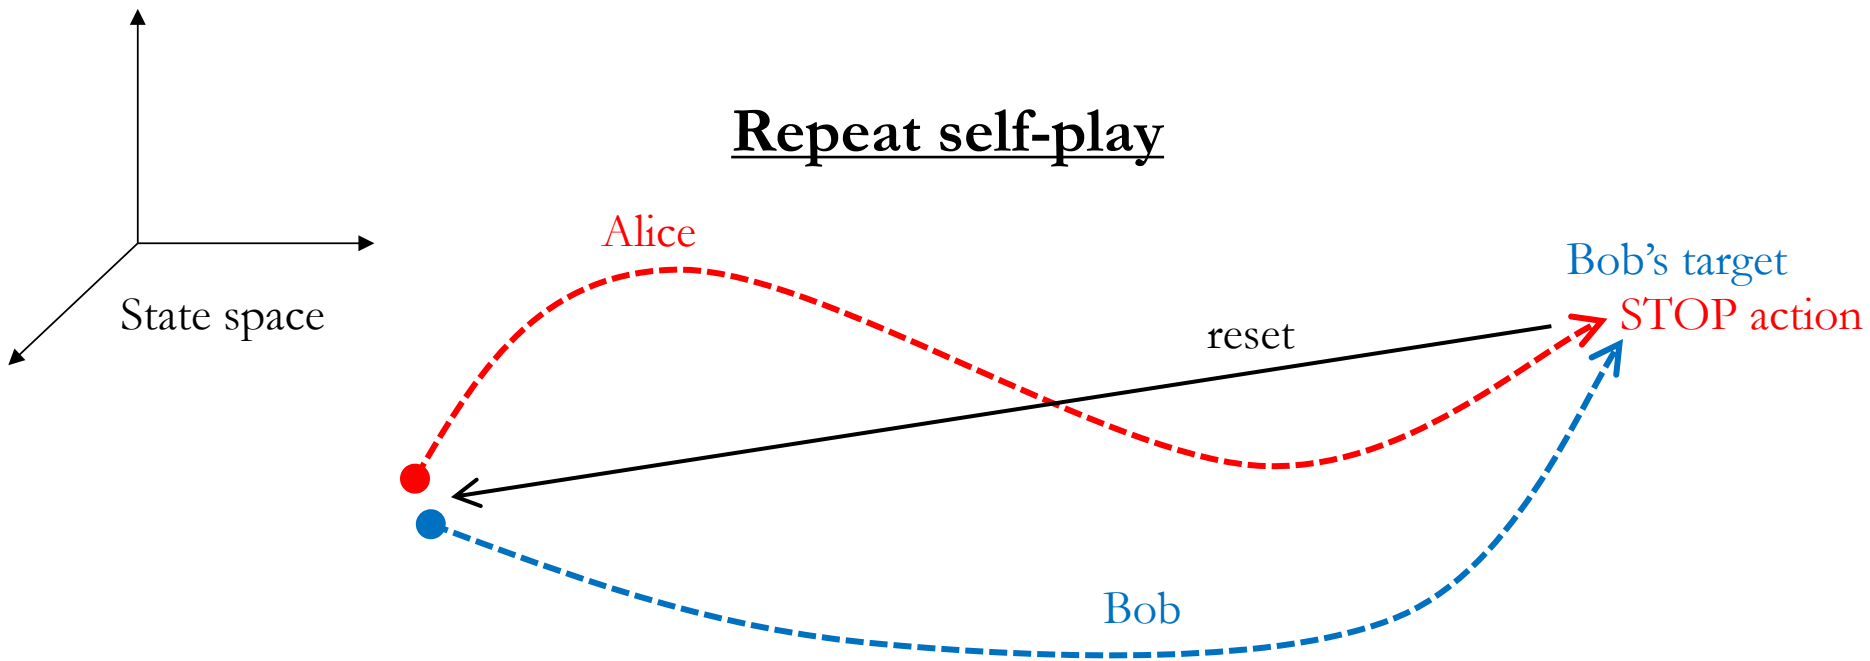 Repeat self-play
Alice
Bob’s target
State space
reset
STOP action
Bob